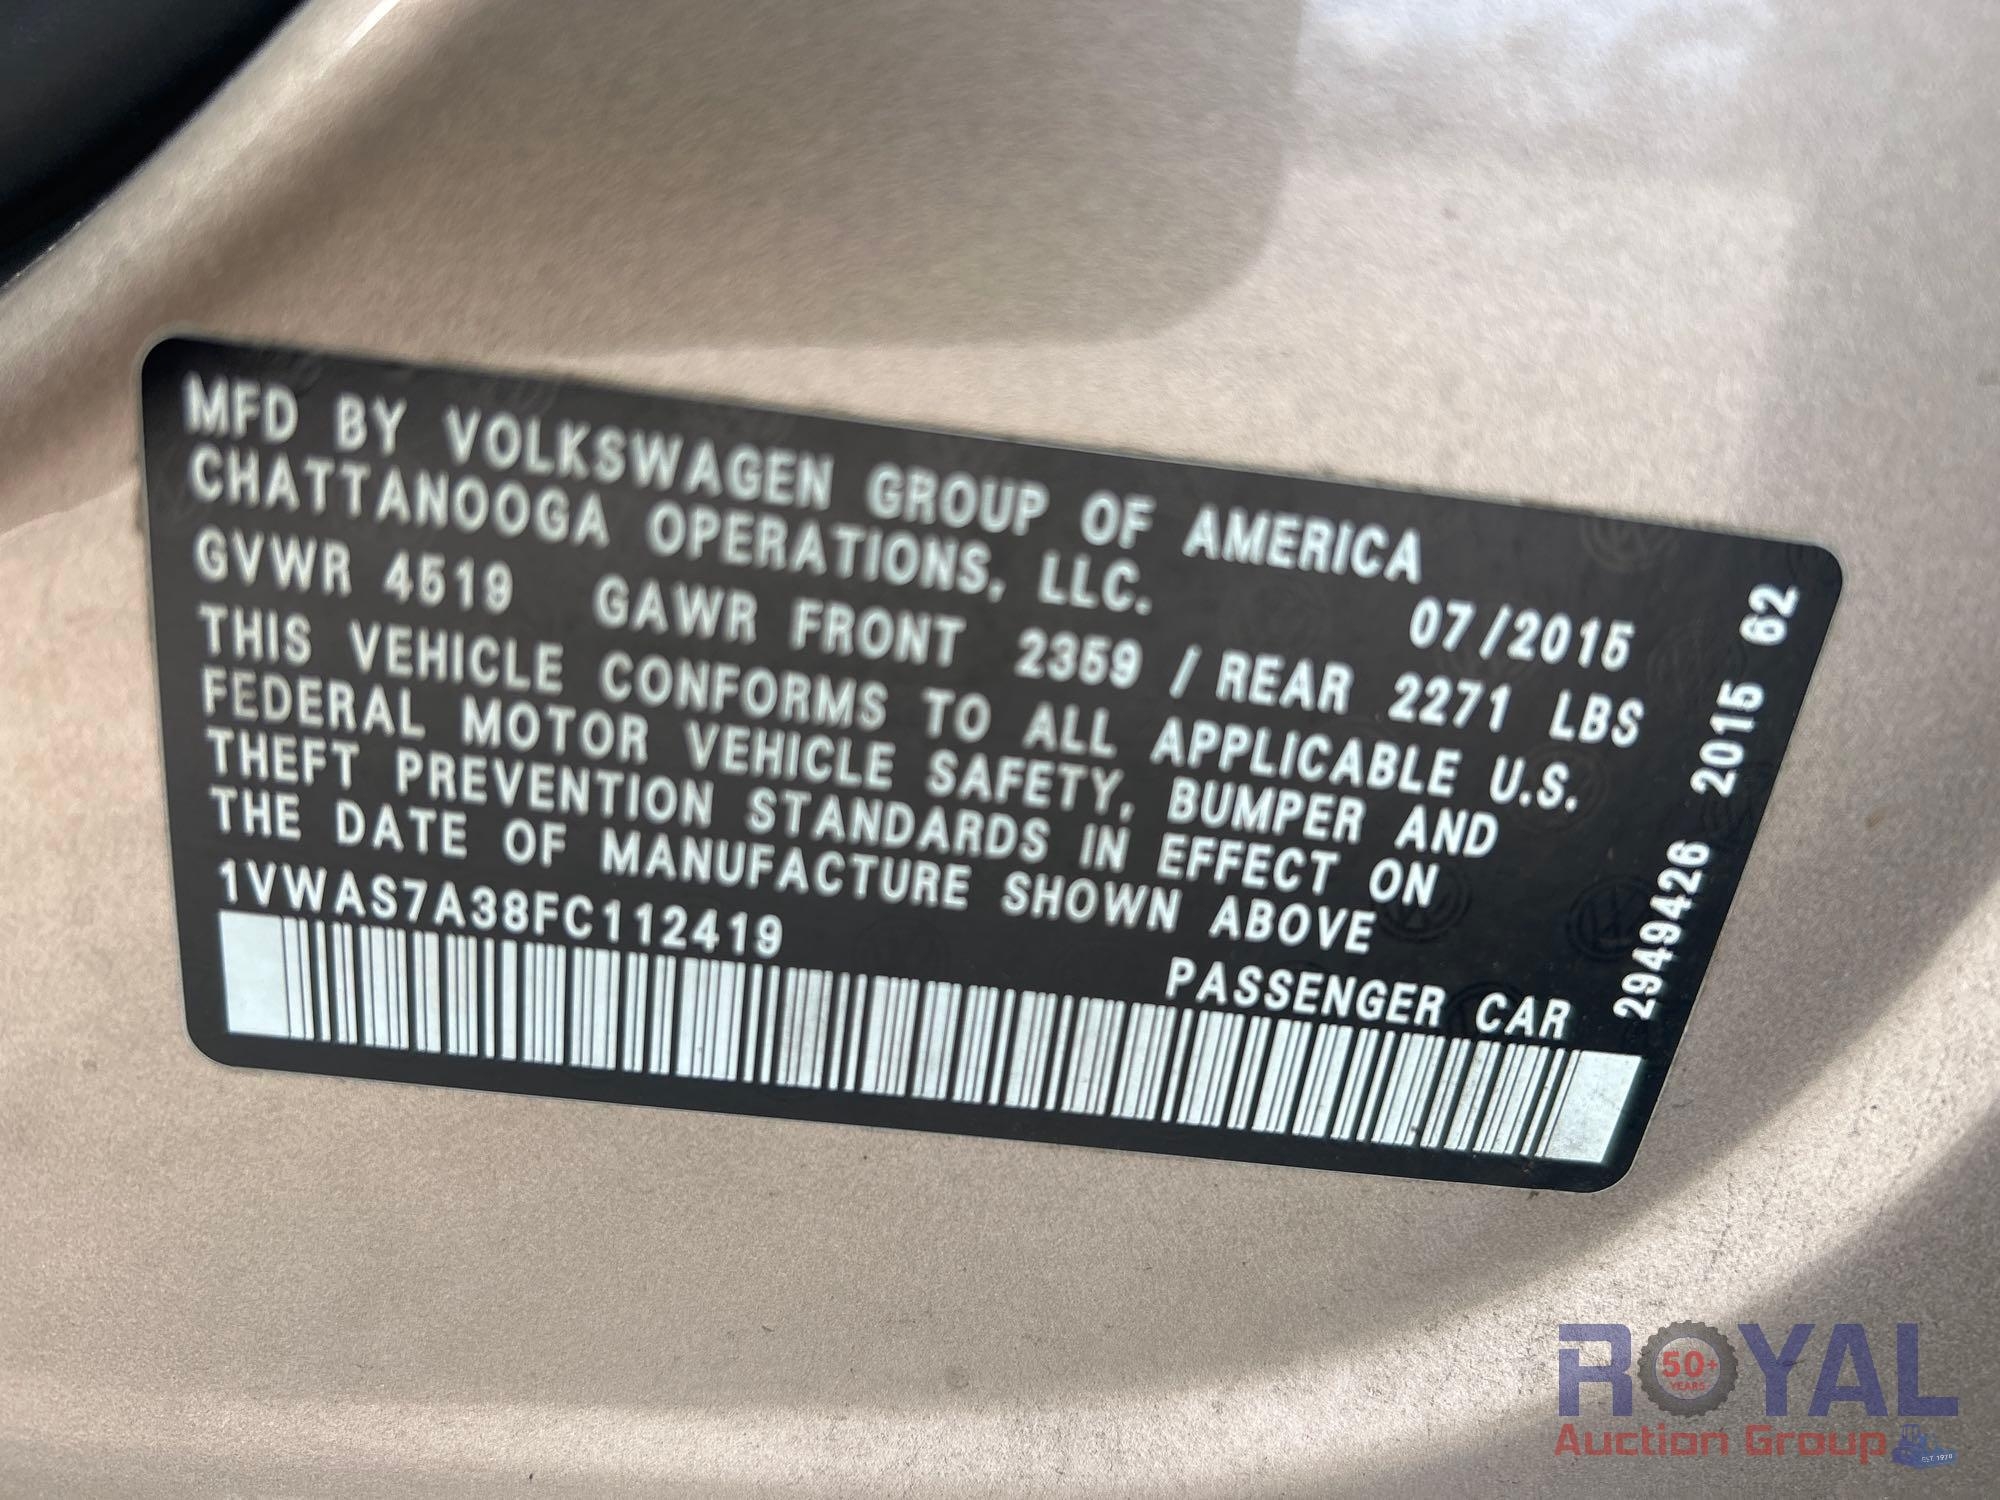 MFD BY VOLKSWAGEN GROUP OF AMERICA
CHATTANOOGA OPERATIONS, LLC. 07/2015
GVWR 4519 GAWR FRONT 2359 / REAR 2271 LBS
THIS VEHICLE CONFORMS TO ALL APPLICABLE U.S.
FEDERAL MOTOR VEHICLE SAFETY, BUMPER AND
THEFT PREVENTION STANDARDS IN EFFECT ON
THE DATE OF MANUFACTURE SHOWN ABOVE
1VWAS7A38FC112419
PASSENGER CAR
2949426 2015 62
ROYAL
50+
YEARS
Auction Group
EST. 1970